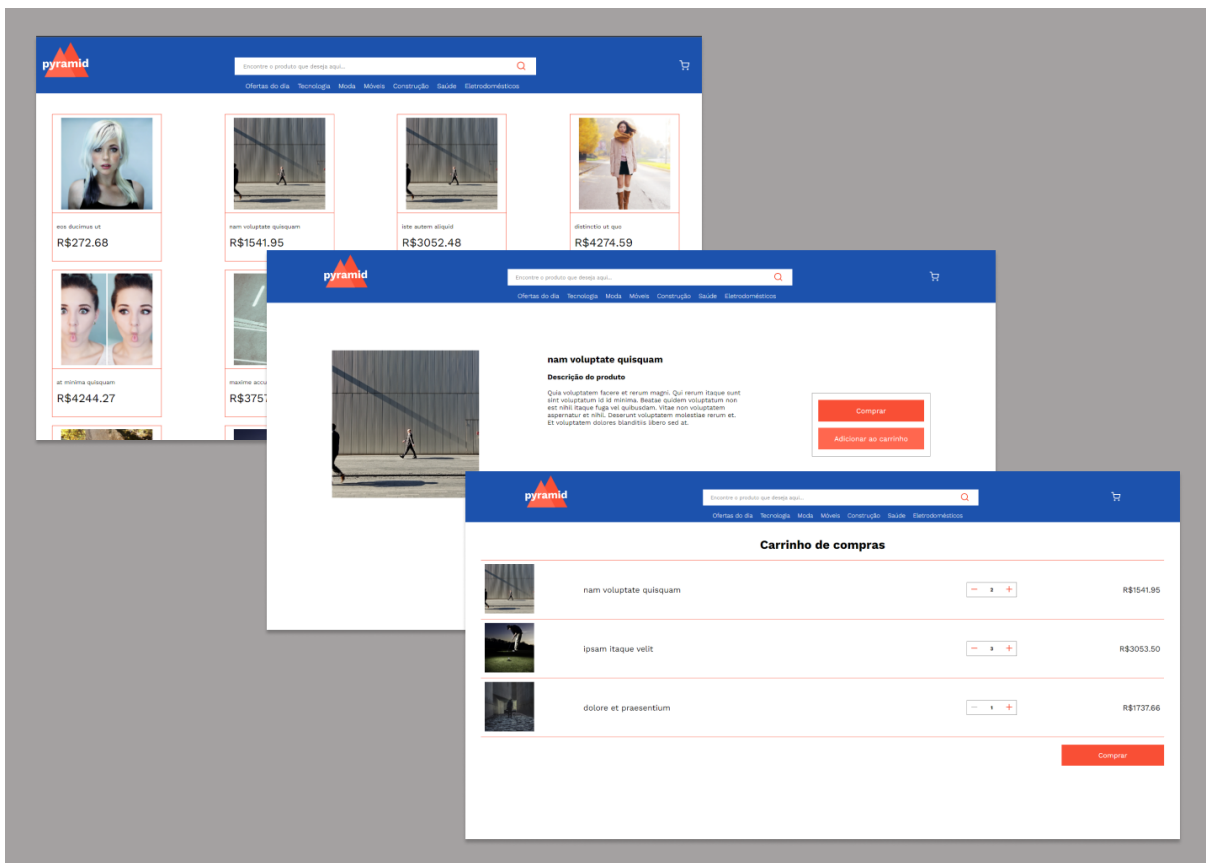 pyramid
Encontre o produto que deseja aqui...
Ofertas do dia Tecnologia Moda Móveis Construção Saúde Eletrodomésticos
eos ducimus ut
R$272.68
nam voluptate quisquam
R$1541.95
iste autem aliquid
R$3052.48
distinctio ut quo
R$4274.59
at minima quisquam
R$4244.27
maxime accu
R$3757
pyramid
Encontre o produto que deseja aqui...
Ofertas do dia Tecnologia Moda Móveis Construção Saúde Eletrodomésticos
nam voluptate quisquam
Descrição do produto
Quia voluptatem facere et rerum magni. Qui rerum itaque sunt
sint voluptatum id id minima. Beatae quidem voluptatum non
est nihil itaque fuga vel quibusdam. Vitae non voluptatem
aspernatur et nihil. Deserunt voluptatem molestiae rerum et.
Et voluptatem dolores blanditiis libero sed at.
Comprar
Adicionar ao carrinho
pyramid
Encontre o produto que deseja aqui...
Ofertas do dia Tecnologia Moda Móveis Construção Saúde Eletrodomésticos
Carrinho de compras
nam voluptate quisquam − 2 + R$1541.95
ipsam itaque velit − 3 + R$3053.50
dolore et praesentium − 1 + R$1737.66
Comprar